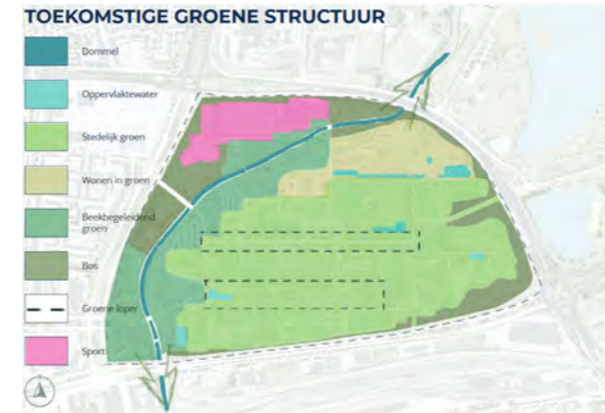 TOEKOMSTIGE GROENE STRUCTUUR
Dommel
Oppervlaktewater
Stedelijk groen
Wonen in groen
Beekbegeleidend
groen
Bos
Groene loper
Sport